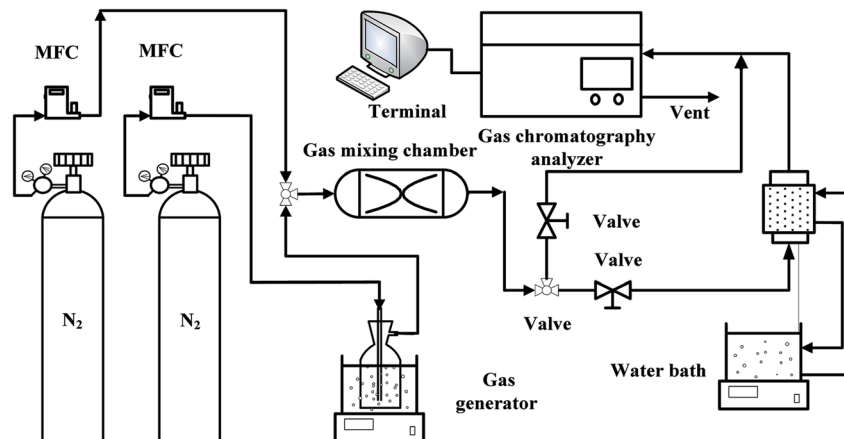 MFC
MFC
Terminal
Vent
Gas chromatography
analyzer
Gas mixing chamber
Valve
Valve
Valve
N₂
N₂
Water bath
Gas
generator